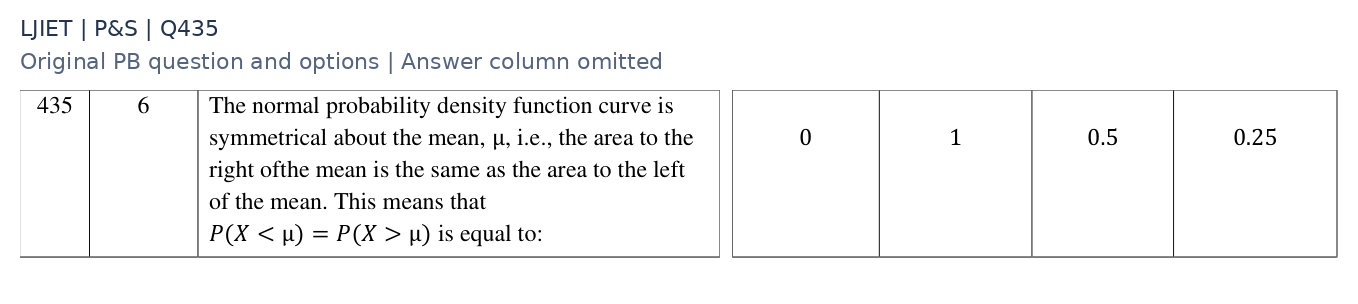 LJIET | P&S | Q435
Original PB question and options | Answer column omitted
435 6 The normal probability density function curve is
symmetrical about the mean, μ, i.e., the area to the
right ofthe mean is the same as the area to the left
of the mean. This means that
P(X < μ) = P(X > μ) is equal to:
0 1 0.5 0.25